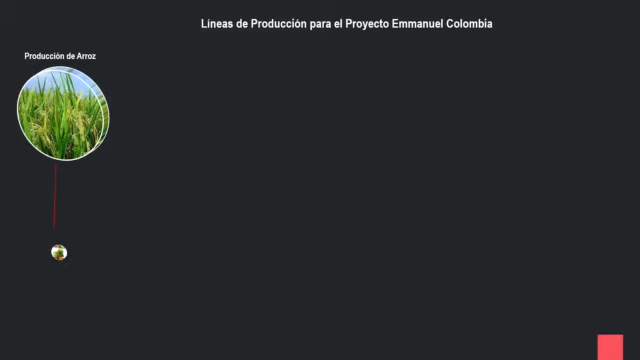 Líneas de Producción para el Proyecto Emmanuel Colombia
Producción de Arroz